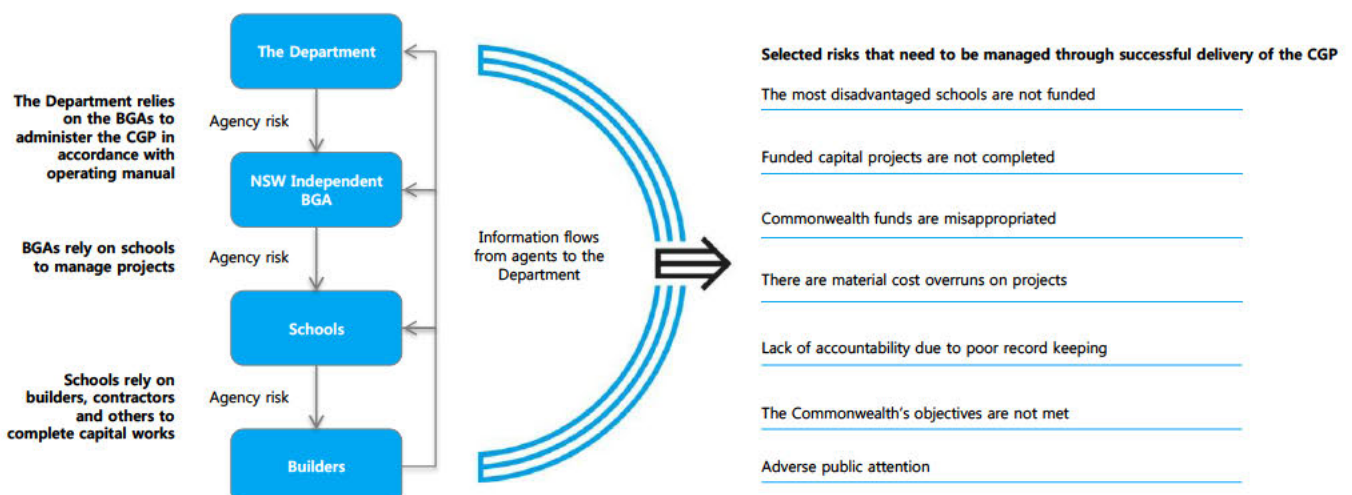 The Department
The Department relies
on the BGAs to
administer the CGP in
accordance with
operating manual
Agency risk
NSW Independent
BGA
BGAs rely on schools
to manage projects
Agency risk
Schools
Schools rely on
builders, contractors
and others to
complete capital works
Agency risk
Builders
Information flows
from agents to the
Department
Selected risks that need to be managed through successful delivery of the CGP
The most disadvantaged schools are not funded
Funded capital projects are not completed
Commonwealth funds are misappropriated
There are material cost overruns on projects
Lack of accountability due to poor record keeping
The Commonwealth's objectives are not met
Adverse public attention